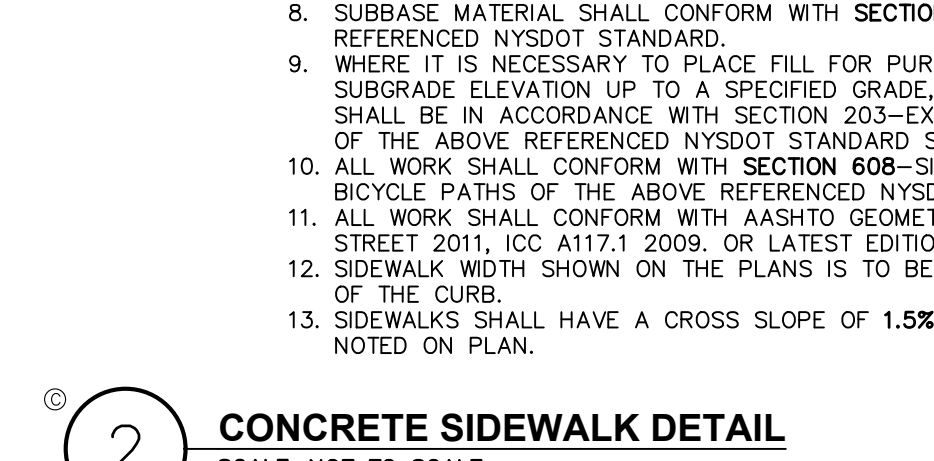 8. SUBBASE MATERIAL SHALL CONFORM WITH SECTIO
REFERENCED NYSDOT STANDARD.
9. WHERE IT IS NECESSARY TO PLACE FILL FOR PUR
SUBGRADE ELEVATION UP TO A SPECIFIED GRADE,
SHALL BE IN ACCORDANCE WITH SECTION 203-EX
OF THE ABOVE REFERENCED NYSDOT STANDARD S
10. ALL WORK SHALL CONFORM WITH SECTION 608-SI
BICYCLE PATHS OF THE ABOVE REFERENCED NYSD
11. ALL WORK SHALL CONFORM WITH AASHTO GEOMET
STREET 2011, ICC A117.1 2009. OR LATEST EDITIO
12. SIDEWALK WIDTH SHOWN ON THE PLANS IS TO BE
OF THE CURB.
13. SIDEWALKS SHALL HAVE A CROSS SLOPE OF 1.5%
NOTED ON PLAN.
©
2 CONCRETE SIDEWALK DETAIL